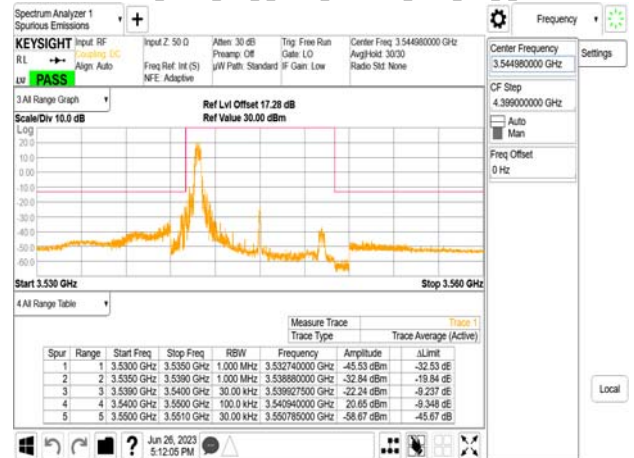 Spectrum Analyzer 1
Spurious Emissions
+
Frequency
KEYSIGHT Input: RF Input Z: 50 Ω Atten: 30 dB Trig: Free Run Center Freq: 3.544980000 GHz
RL Coupling: DC Preamp: Off Gate: LO Avg|Hold: 30/30
Align: Auto Freq Ref: Int (S) µW Path: Standard IF Gain: Low Radio Std: None
NFE: Adaptive
LW PASS
Center Frequency
3.544980000 GHz
Settings
CF Step
4.399000000 GHz
Auto
Man
Freq Offset
0 Hz
Local
3 All Range Graph
Ref Lvl Offset 17.28 dB
Scale/Div 10.0 dB Ref Value 30.00 dBm
Log
20.0
10.0
0.00
-10.0
-20.0
-30.0
-40.0
-50.0
-60.0
Start 3.530 GHz Stop 3.560 GHz
4 All Range Table
Measure Trace Trace 1
Trace Type Trace Average (Active)
Spur Range Start Freq Stop Freq RBW Frequency Amplitude ΔLimit
1 1 3.5300 GHz 3.5350 GHz 1.000 MHz 3.532740000 GHz -45.53 dBm -32.53 dB
2 2 3.5350 GHz 3.5390 GHz 1.000 MHz 3.538880000 GHz -32.84 dBm -19.84 dB
3 3 3.5390 GHz 3.5400 GHz 30.00 kHz 3.539927500 GHz -22.24 dBm -9.237 dB
4 4 3.5400 GHz 3.5500 GHz 100.0 kHz 3.540940000 GHz 20.65 dBm -9.348 dB
5 5 3.5500 GHz 3.5510 GHz 30.00 kHz 3.550785000 GHz -58.67 dBm -45.67 dB
? Jun 26, 2023
5:12:05 PM